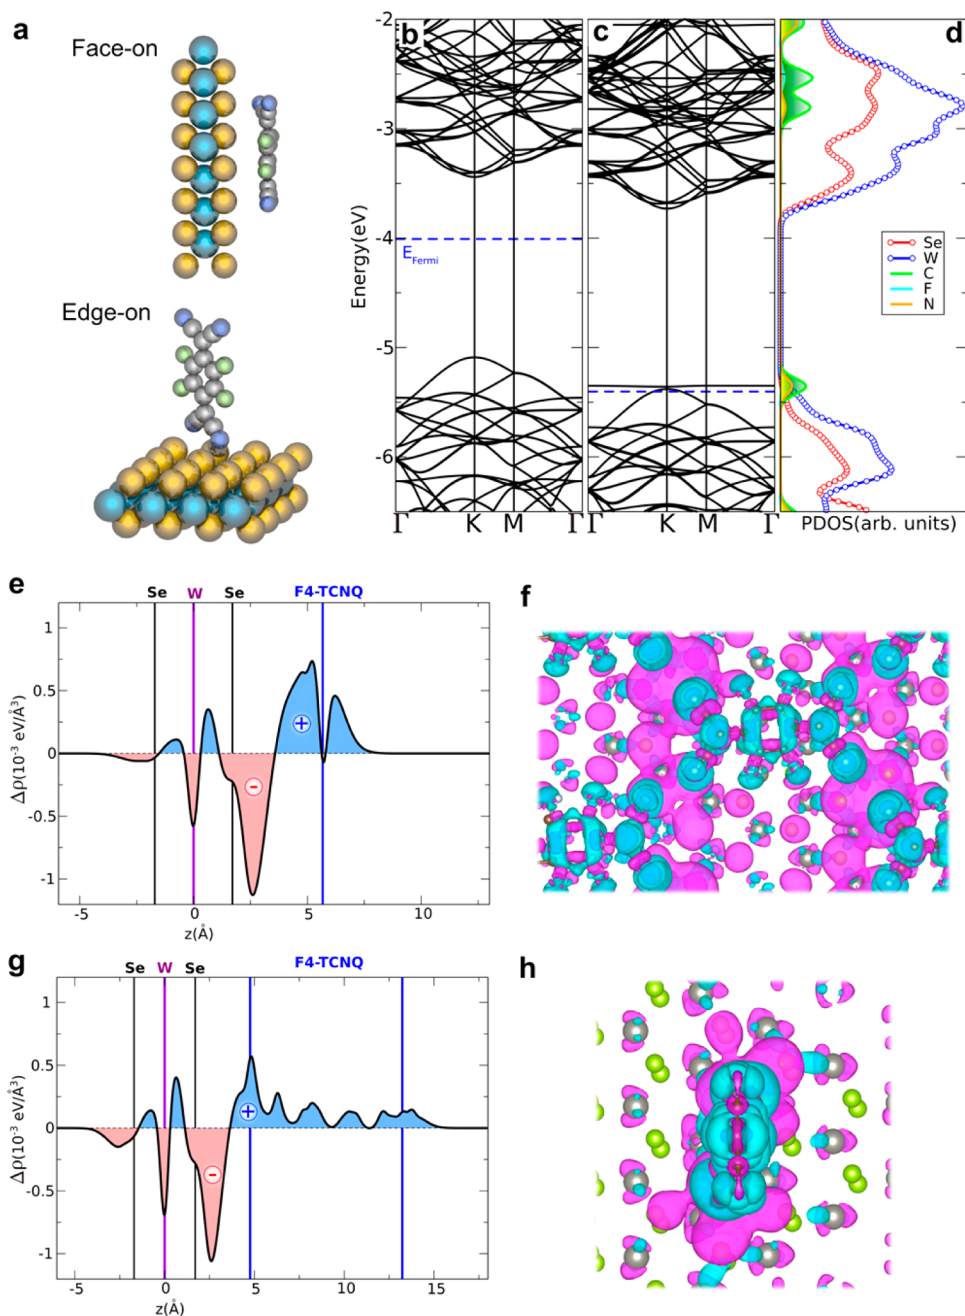 a
Face-on
Edge-on
b
c
d
-2
-3
-4
-5
-6
Energy(eV)
E_Fermi
Γ K M Γ
Γ K M Γ
Se
W
C
F
N
PDOS(arb. units)
e
Se W Se F4-TCNQ
1
0.5
0
-0.5
-1
Δρ(10⁻³ eV/Å³)
+
-
-5 0 5 10
z(Å)
f
g
Se W Se F4-TCNQ
1
0.5
0
-0.5
-1
Δρ(10⁻³ eV/Å³)
+
-
-5 0 5 10 15
z(Å)
h